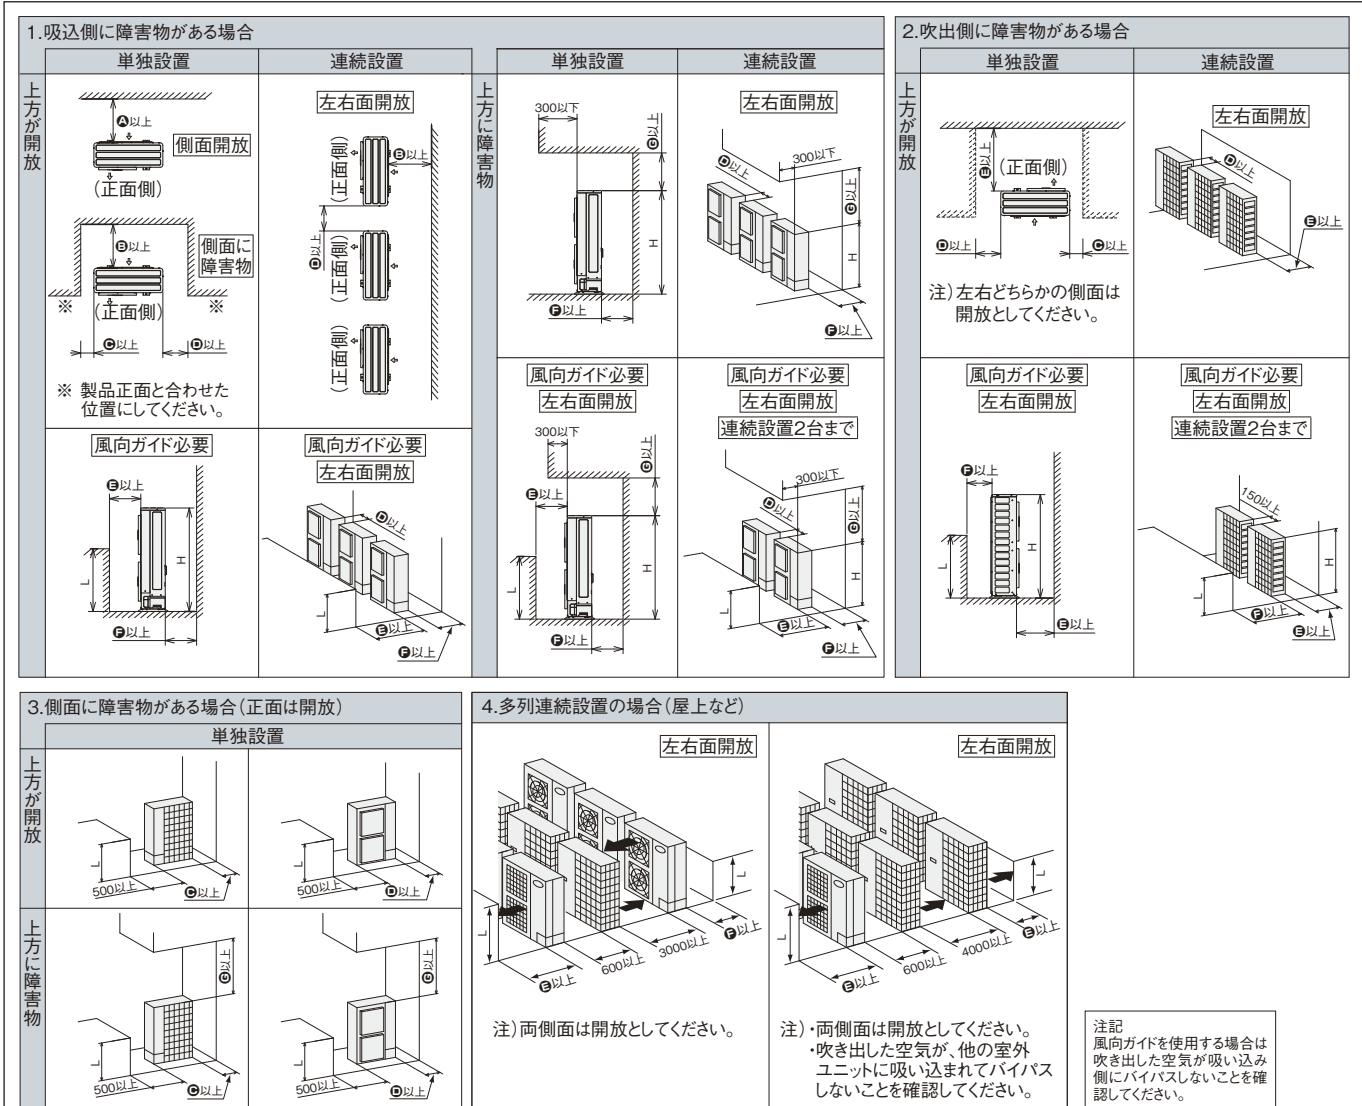 1.吸込側に障害物がある場合
単独設置
連続設置
単独設置
連続設置
上方が開放
Ⓐ以上
側面開放
(正面側)
Ⓑ以上
側面に
障害物
※
(正面側)
※
Ⓒ以上
Ⓓ以上
※ 製品正面と合わせた
位置にしてください。
左右面開放
Ⓑ以上
(正面側)
Ⓓ以上
(正面側)
(正面側)
風向ガイド必要
Ⓔ以上
L
H
Ⓕ以上
風向ガイド必要
左右面開放
Ⓓ以上
L
Ⓔ以上
Ⓕ以上
上方に障害物
300以下
Ⓖ以上
H
Ⓕ以上
左右面開放
300以下
Ⓓ以上
Ⓖ以上
H
Ⓕ以上
風向ガイド必要
左右面開放
300以下
Ⓖ以上
Ⓔ以上
L
H
Ⓕ以上
風向ガイド必要
左右面開放
連続設置2台まで
300以下
Ⓓ以上
Ⓖ以上
H
L
Ⓔ以上
Ⓕ以上
2.吹出側に障害物がある場合
単独設置
連続設置
上方が開放
Ⓔ以上
(正面側)
Ⓓ以上
Ⓒ以上
注)左右どちらかの側面は
開放としてください。
左右面開放
Ⓓ以上
Ⓔ以上
風向ガイド必要
左右面開放
Ⓕ以上
L
H
Ⓔ以上
風向ガイド必要
左右面開放
連続設置2台まで
150以上
H
L
Ⓕ以上
Ⓔ以上
3.側面に障害物がある場合(正面は開放)
単独設置
上方が開放
L
500以上
Ⓒ以上
L
500以上
Ⓓ以上
上方に障害物
Ⓖ以上
L
500以上
Ⓒ以上
Ⓖ以上
L
500以上
Ⓓ以上
4.多列連続設置の場合(屋上など)
左右面開放
L
L
Ⓕ以上
3000以上
600以上
Ⓔ以上
注)両側面は開放としてください。
左右面開放
L
L
Ⓔ以上
4000以上
600以上
Ⓔ以上
注)・両側面は開放としてください。
・吹き出した空気が、他の室外
ユニットに吸い込まれてバイパス
しないことを確認してください。
注記
風向ガイドを使用する場合は
吹き出した空気が吸い込み
側にバイパスしないことを確
認してください。